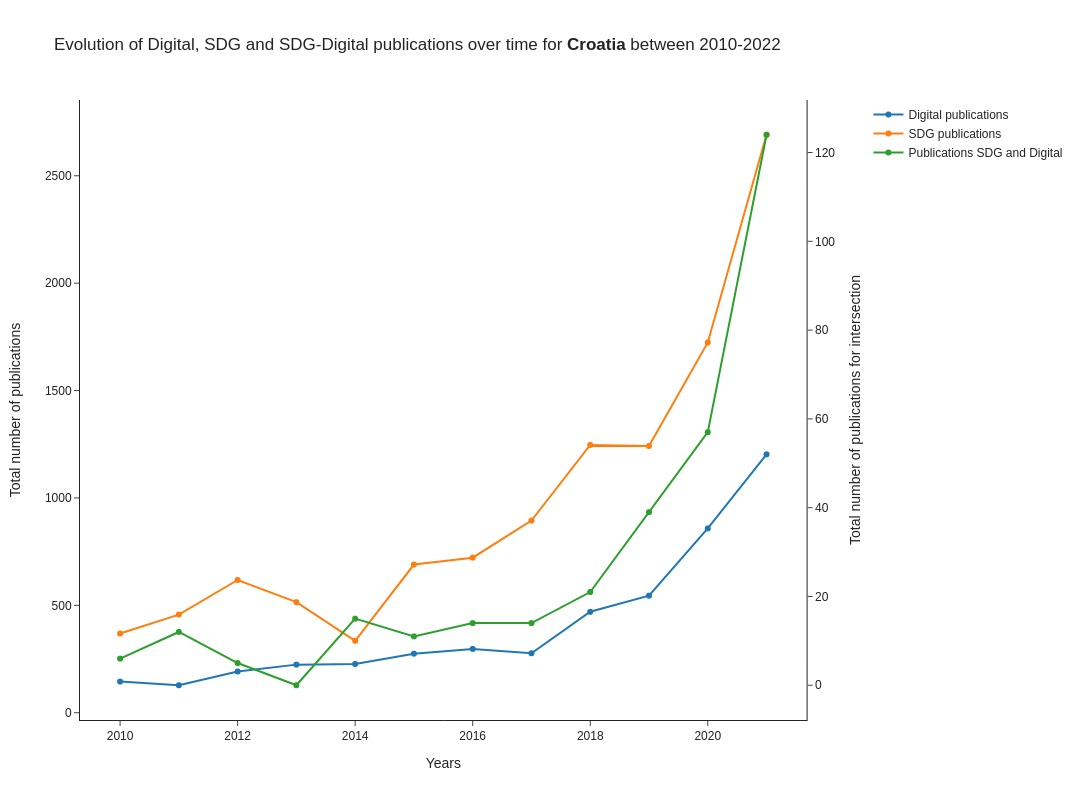 Evolution of Digital, SDG and SDG-Digital publications over time for Croatia between 2010-2022
Digital publications
SDG publications
Publications SDG and Digital
Total number of publications
2500
2000
1500
1000
500
0
120
100
80
60
40
20
0
Total number of publications for intersection
2010
2012
2014
2016
2018
2020
Years